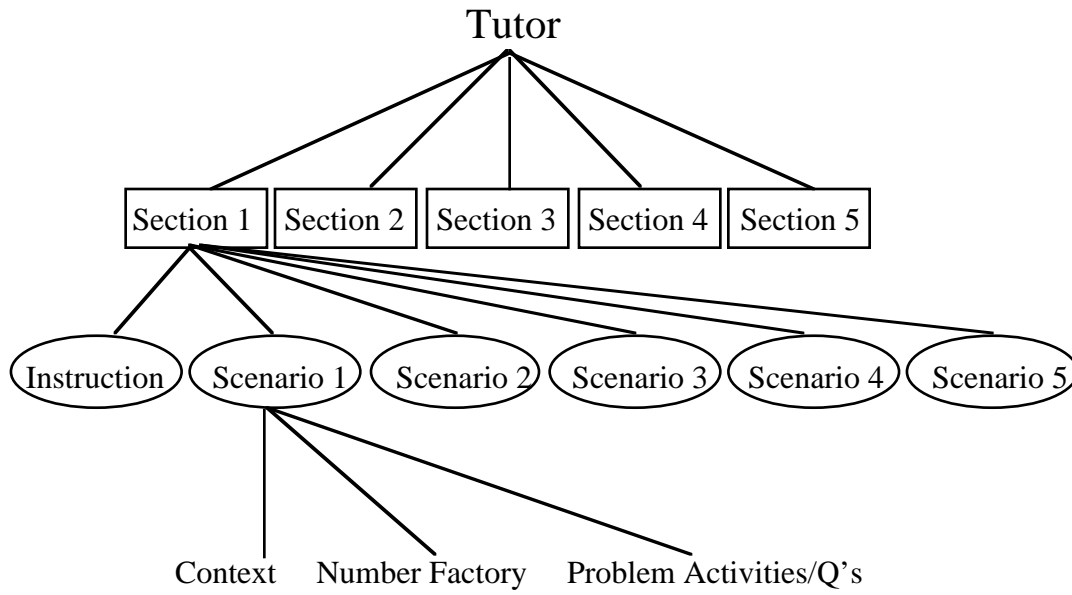 Tutor
Section 1 Section 2 Section 3 Section 4 Section 5
Instruction Scenario 1 Scenario 2 Scenario 3 Scenario 4 Scenario 5
Context Number Factory Problem Activities/Q’s